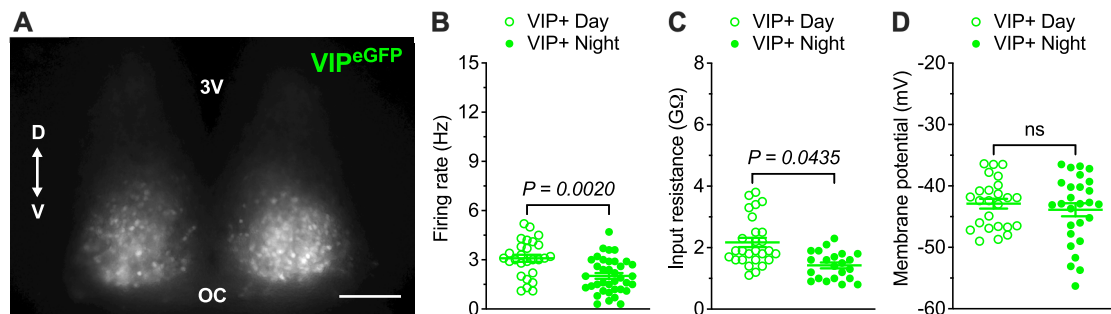 A
VIP^eGFP
3V
D
V
OC
B
VIP+ Day
VIP+ Night
Firing rate (Hz)
15
12
9
6
3
0
P = 0.0020
C
VIP+ Day
VIP+ Night
Input resistance (GΩ)
8
6
4
2
0
P = 0.0435
D
VIP+ Day
VIP+ Night
Membrane potential (mV)
-20
-30
-40
-50
-60
ns